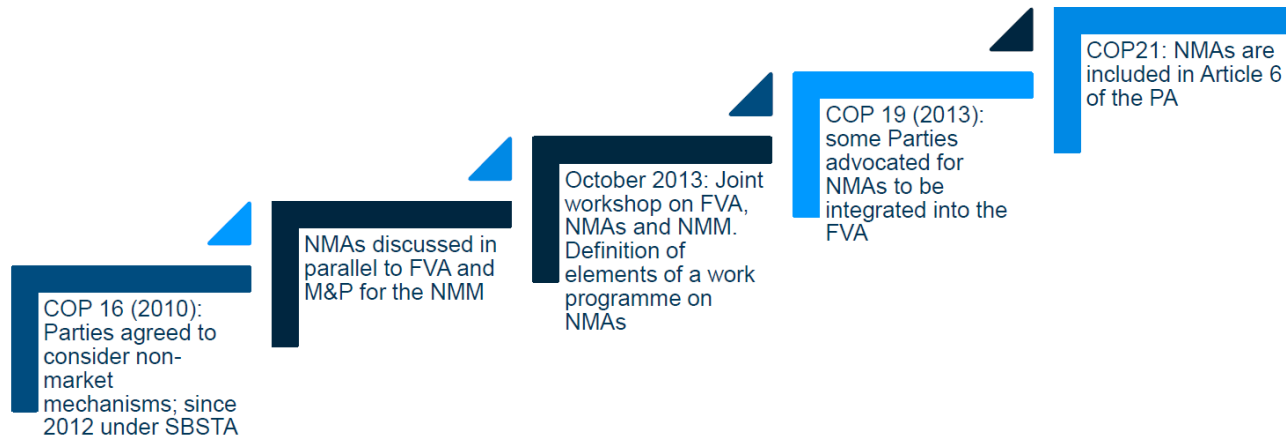 COP 16 (2010):
Parties agreed to
consider non-
market
mechanisms; since
2012 under SBSTA
NMAs discussed in
parallel to FVA and
M&P for the NMM
October 2013: Joint
workshop on FVA,
NMAs and NMM.
Definition of
elements of a work
programme on
NMAs
COP 19 (2013):
some Parties
advocated for
NMAs to be
integrated into the
FVA
COP21: NMAs are
included in Article 6
of the PA